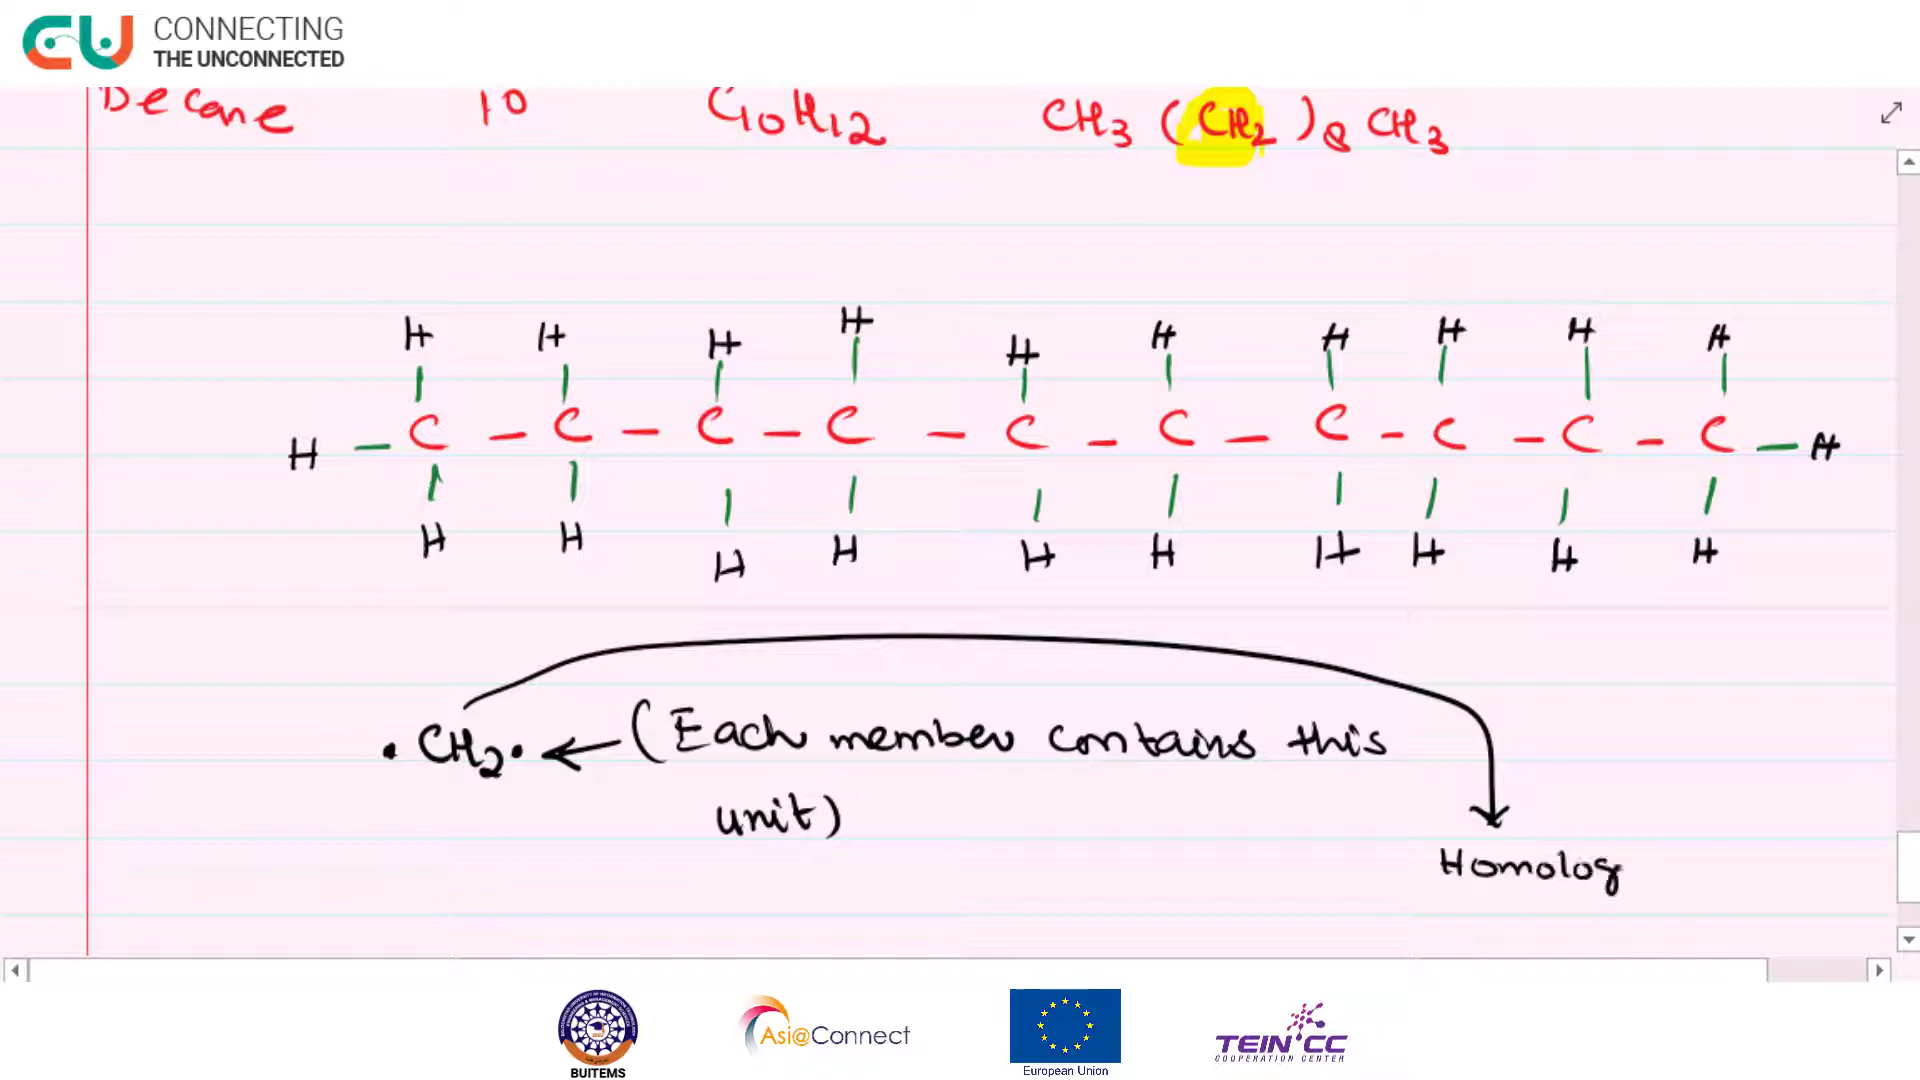 CONNECTING
THE UNCONNECTED
Decane 10 C10H12 CH3 (CH2)8 CH3
H H H H H H H H H H
H - C - C - C - C - C - C - C - C - C - C - H
H H H H H H H H H H
• CH2 • ← (Each member contains this
unit)
Homolog
BUITEMS
Asi@Connect
European Union
TEIN*CC
COOPERATION CENTER